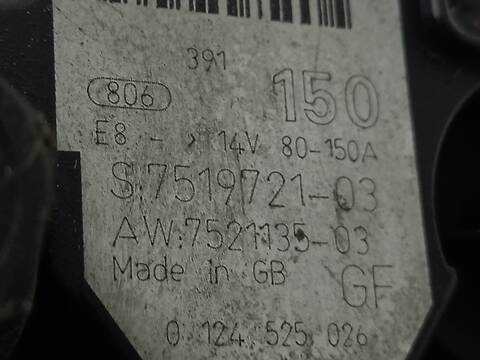 391
806 150
E8 - > 14V 80-150A
S:7519721-03
AW:7521135-03
Made in GB GF
0 124 525 026